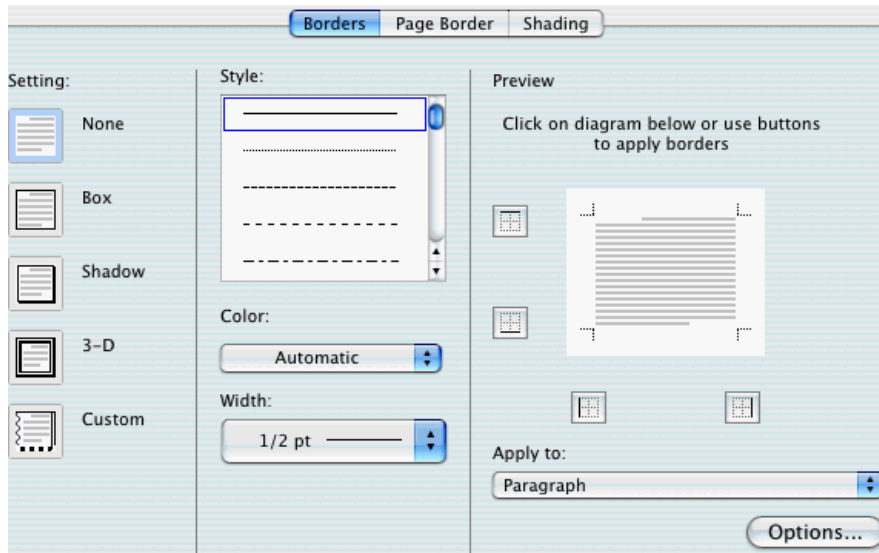 Borders Page Border Shading
Setting:
None
Box
Shadow
3-D
Custom
Style:
Color:
Automatic
Width:
1/2 pt
Preview
Click on diagram below or use buttons
to apply borders
Apply to:
Paragraph
Options...